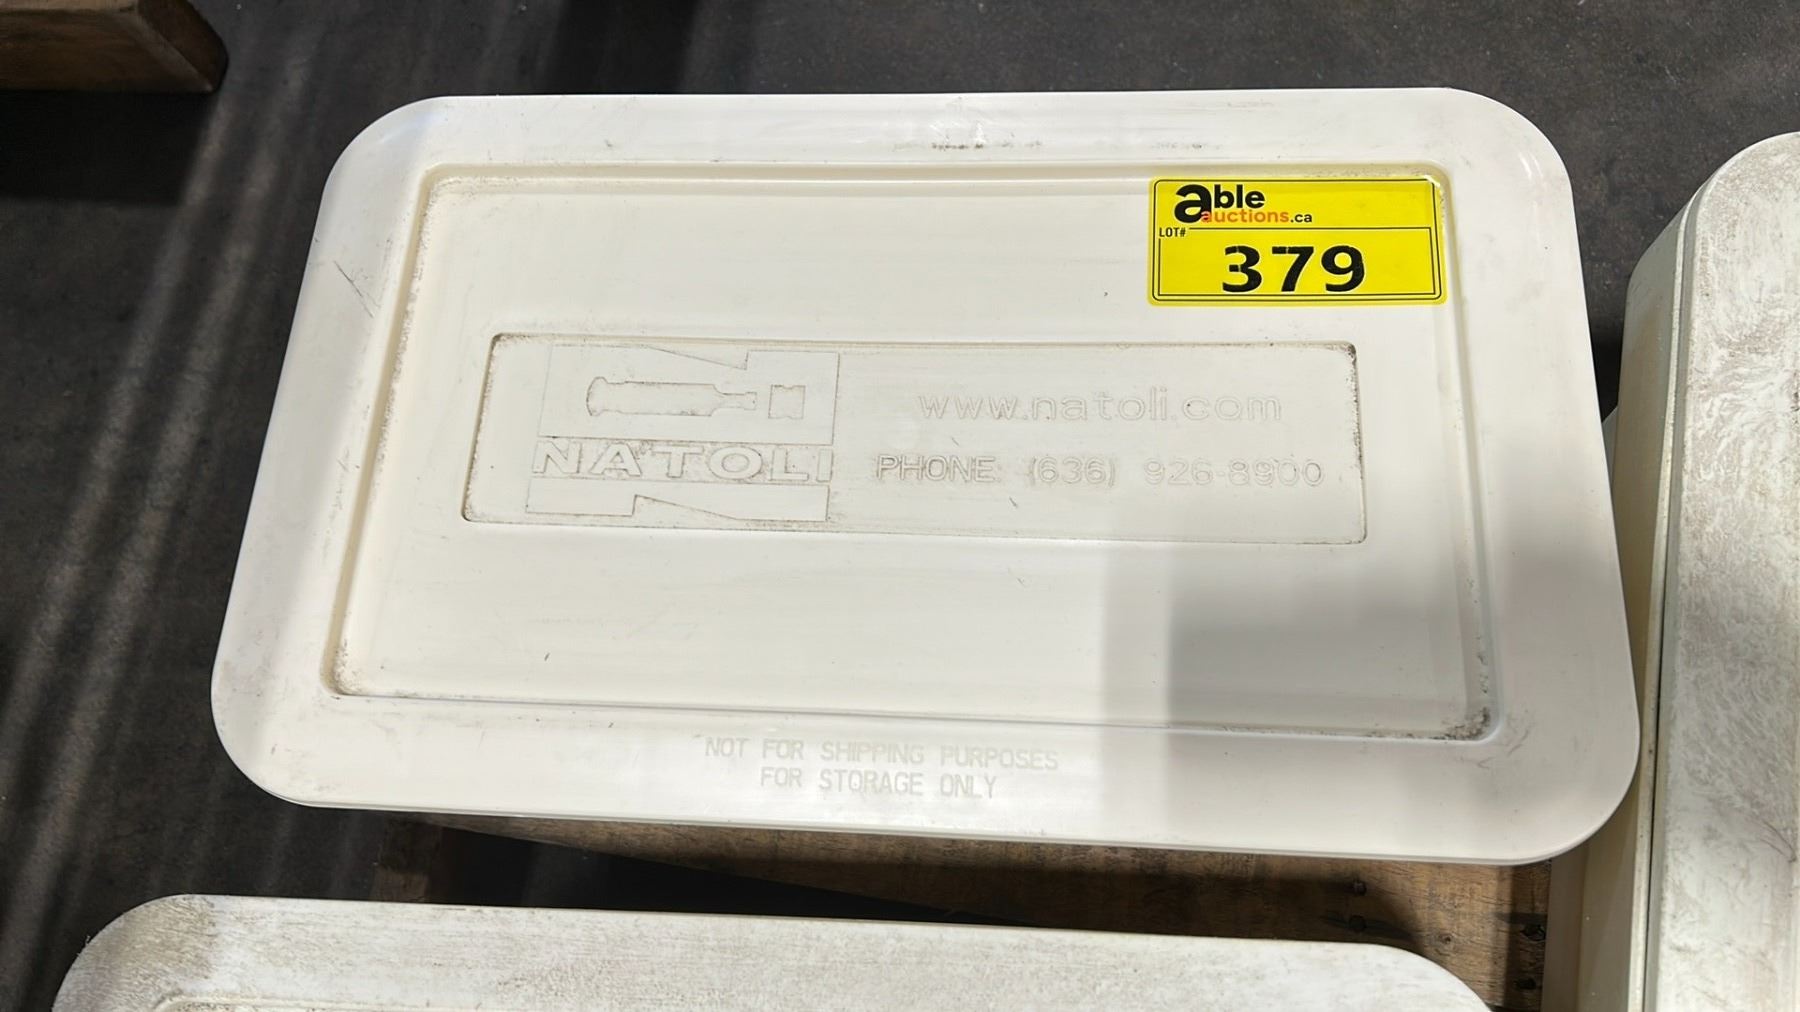 able
auctions.ca
LOT#
379
www.natoli.com
NATOLI
PHONE: (636) 926-8900
NOT FOR SHIPPING PURPOSES
FOR STORAGE ONLY